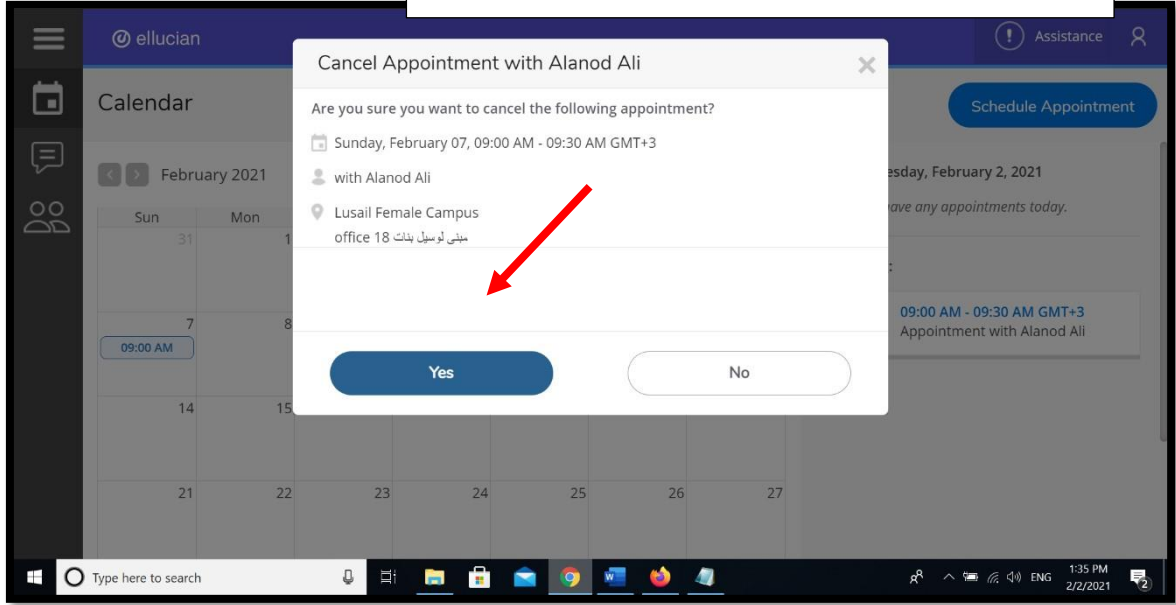 ellucian
Assistance
Cancel Appointment with Alanod Ali
Calendar
Schedule Appointment
Are you sure you want to cancel the following appointment?
Sunday, February 07, 09:00 AM - 09:30 AM GMT+3
with Alanod Ali
Lusail Female Campus
office 18 مبنى لوسيل بنات
Yes
No
February 2021
Sun Mon
31 1
7 8
09:00 AM
14 15
21 22 23 24 25 26 27
esday, February 2, 2021
ave any appointments today.
:
09:00 AM - 09:30 AM GMT+3
Appointment with Alanod Ali
Type here to search
ENG
1:35 PM
2/2/2021
2